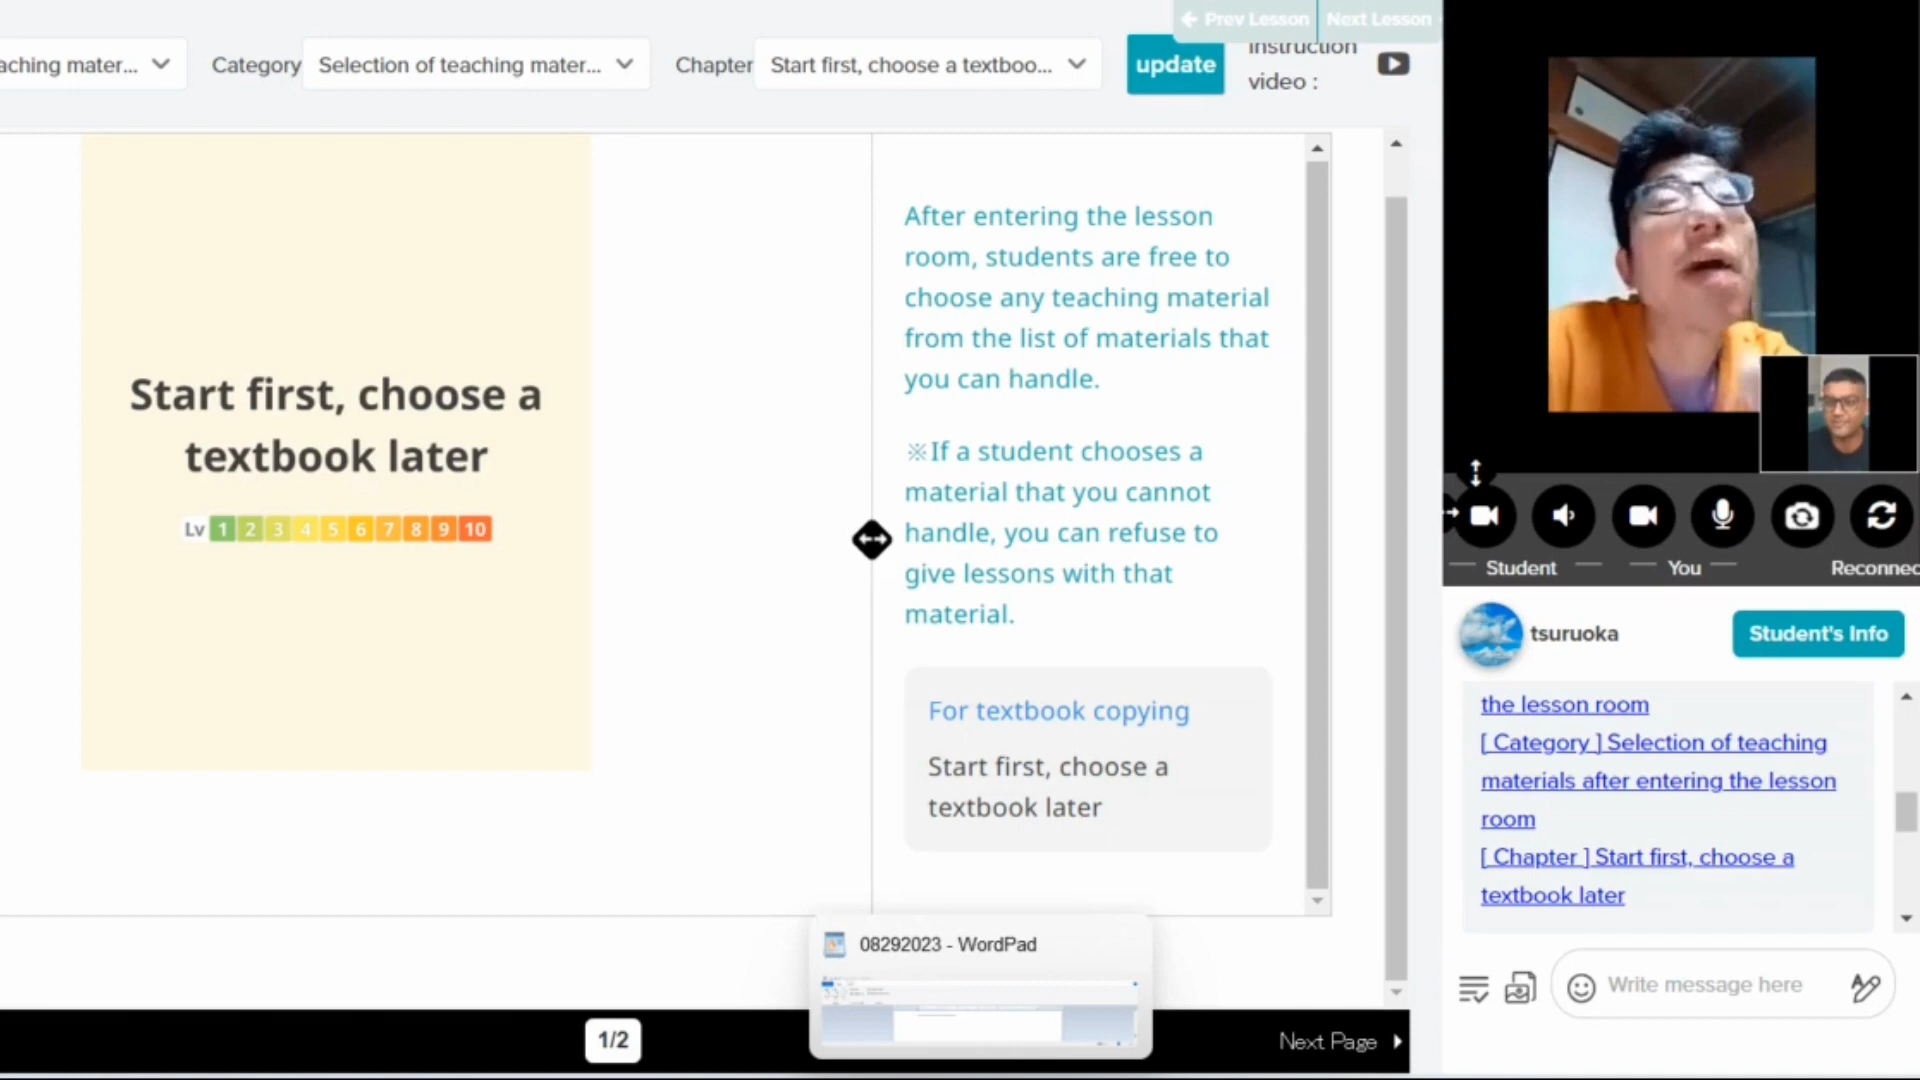 Prev Lesson
Next Lesson
aching mater...
Category
Selection of teaching mater...
Chapter
Start first, choose a textboo...
update
Instruction
video :
Start first, choose a
textbook later
Lv 1 2 3 4 5 6 7 8 9 10
After entering the lesson
room, students are free to
choose any teaching material
from the list of materials that
you can handle.
※If a student chooses a
material that you cannot
handle, you can refuse to
give lessons with that
material.
For textbook copying
Start first, choose a
textbook later
08292023 - WordPad
1/2
Next Page
Student
You
Reconnec
tsuruoka
Student's Info
the lesson room
[ Category ] Selection of teaching
materials after entering the lesson
room
[ Chapter ] Start first, choose a
textbook later
Write message here